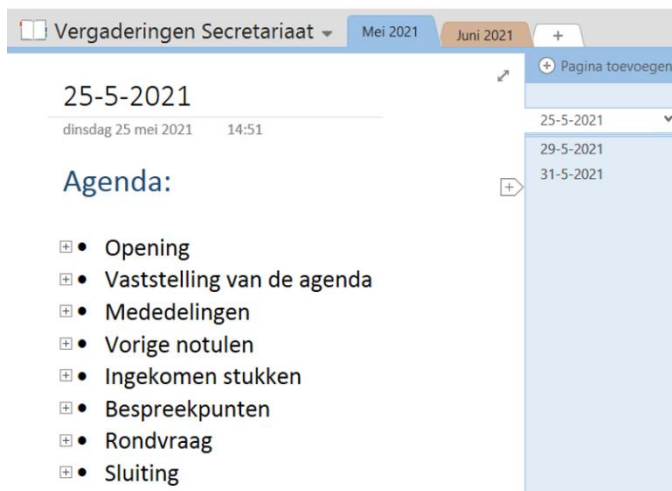 Vergaderingen Secretariaat
Mei 2021
Juni 2021
+
Pagina toevoegen
25-5-2021
dinsdag 25 mei 2021 14:51
Agenda:
• Opening
• Vaststelling van de agenda
• Mededelingen
• Vorige notulen
• Ingekomen stukken
• Bespreekpunten
• Rondvraag
• Sluiting
25-5-2021
29-5-2021
31-5-2021